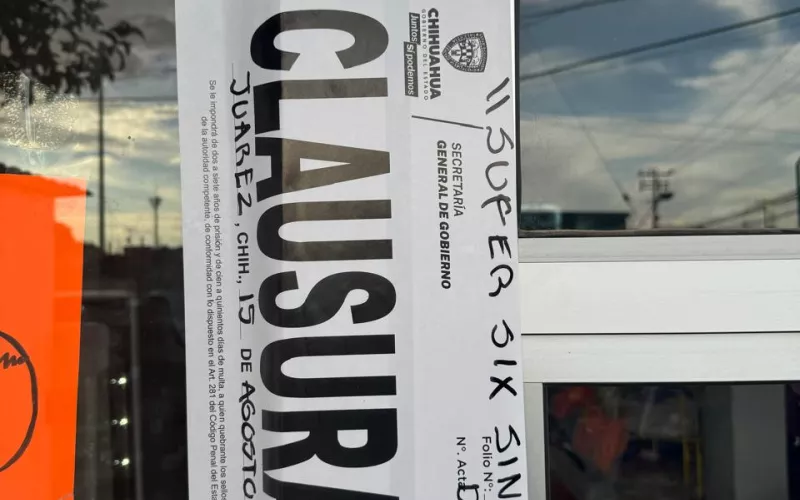 CHIHUAHUA
GOBIERNO DEL ESTADO
Juntos Sí podemos
SECRETARÍA
GENERAL DE GOBIERNO
"SUPER SIX SIN
Folio N°:
N°. Acta
CLAUSURA
JUAREZ, CHIH., 15 DE AGOSTO
Se le impondrá de dos a siete años de prisión y de cien a quinientos días de multa, a quien quebrante los sellos
de la autoridad competente, de conformidad con lo dispuesto en el Art. 281 del Código Penal del Esta